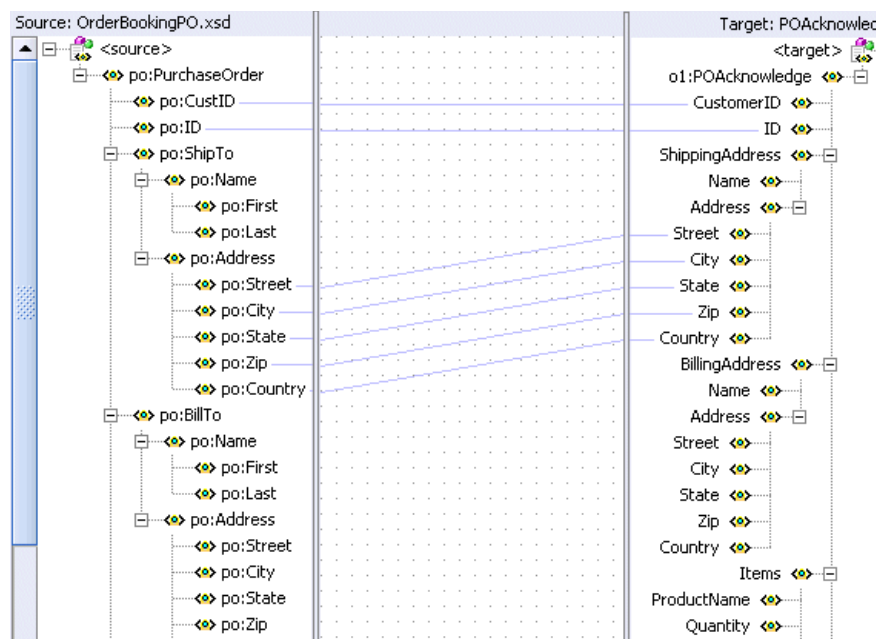 Source: OrderBookingPO.xsd
<source>
po:PurchaseOrder
po:CustID
po:ID
po:ShipTo
po:Name
po:First
po:Last
po:Address
po:Street
po:City
po:State
po:Zip
po:Country
po:BillTo
po:Name
po:First
po:Last
po:Address
po:Street
po:City
po:State
po:Zip
Target: POAcknowled
<target>
o1:POAcknowledge
CustomerID
ID
ShippingAddress
Name
Address
Street
City
State
Zip
Country
BillingAddress
Name
Address
Street
City
State
Zip
Country
Items
ProductName
Quantity